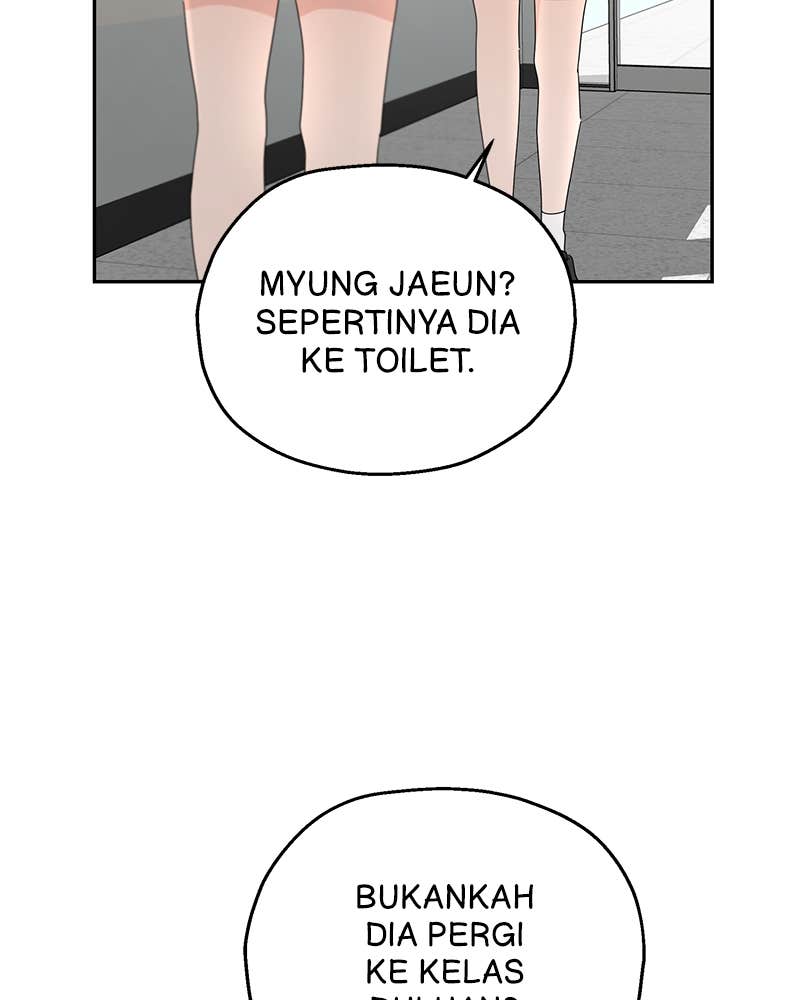 MYUNG JAEUN?
SEPERTINYA DIA
KE TOILET.
BUKANKAH
DIA PERGI
KE KELAS